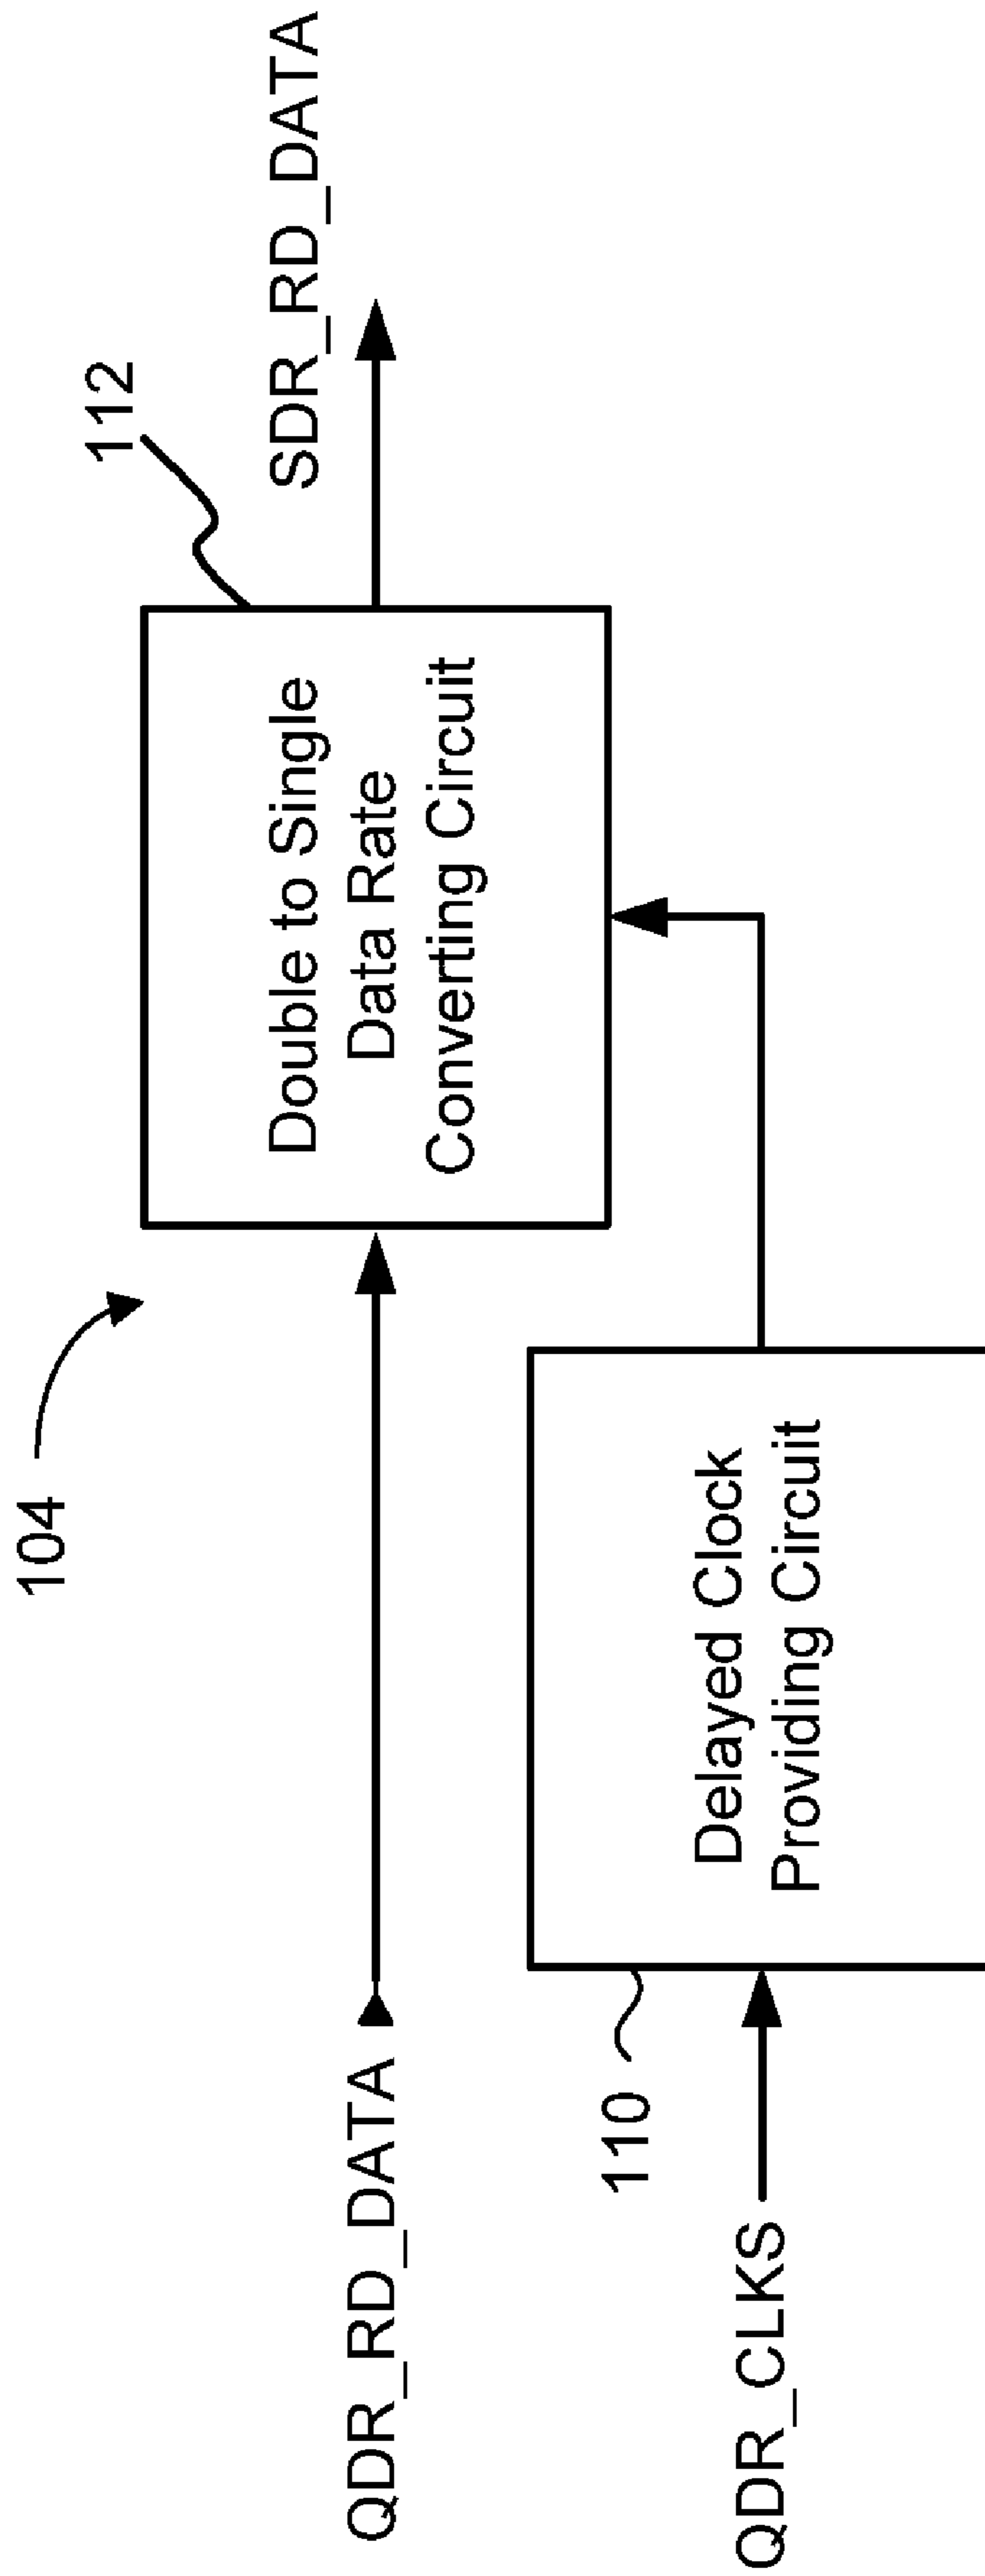 104
112
Double to Single
Data Rate
Converting Circuit
SDR_RD_DATA
QDR_RD_DATA
110
Delayed Clock
Providing Circuit
QDR_CLKS